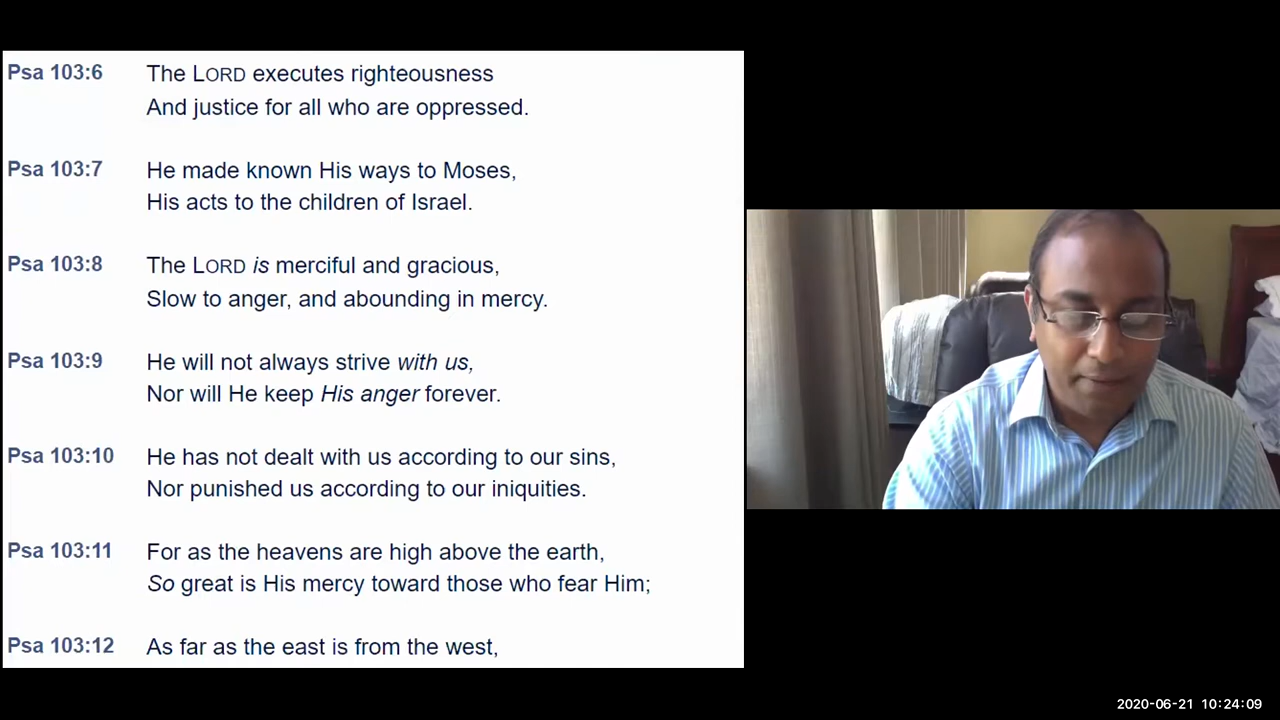 Psa 103:6 The LORD executes righteousness
And justice for all who are oppressed.
Psa 103:7 He made known His ways to Moses,
His acts to the children of Israel.
Psa 103:8 The LORD is merciful and gracious,
Slow to anger, and abounding in mercy.
Psa 103:9 He will not always strive with us,
Nor will He keep His anger forever.
Psa 103:10 He has not dealt with us according to our sins,
Nor punished us according to our iniquities.
Psa 103:11 For as the heavens are high above the earth,
So great is His mercy toward those who fear Him;
Psa 103:12 As far as the east is from the west,
2020-06-21 10:24:09